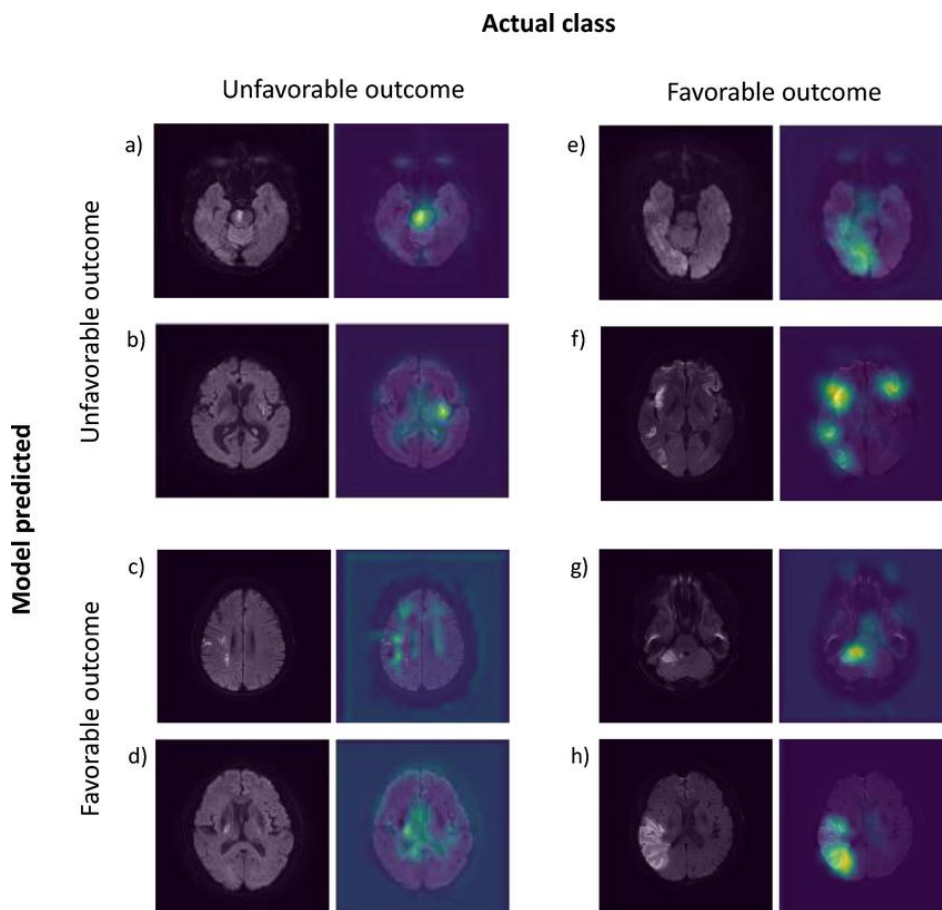 Actual class
Unfavorable outcome
Favorable outcome
Model predicted
Unfavorable outcome
Favorable outcome
a)
b)
c)
d)
e)
f)
g)
h)